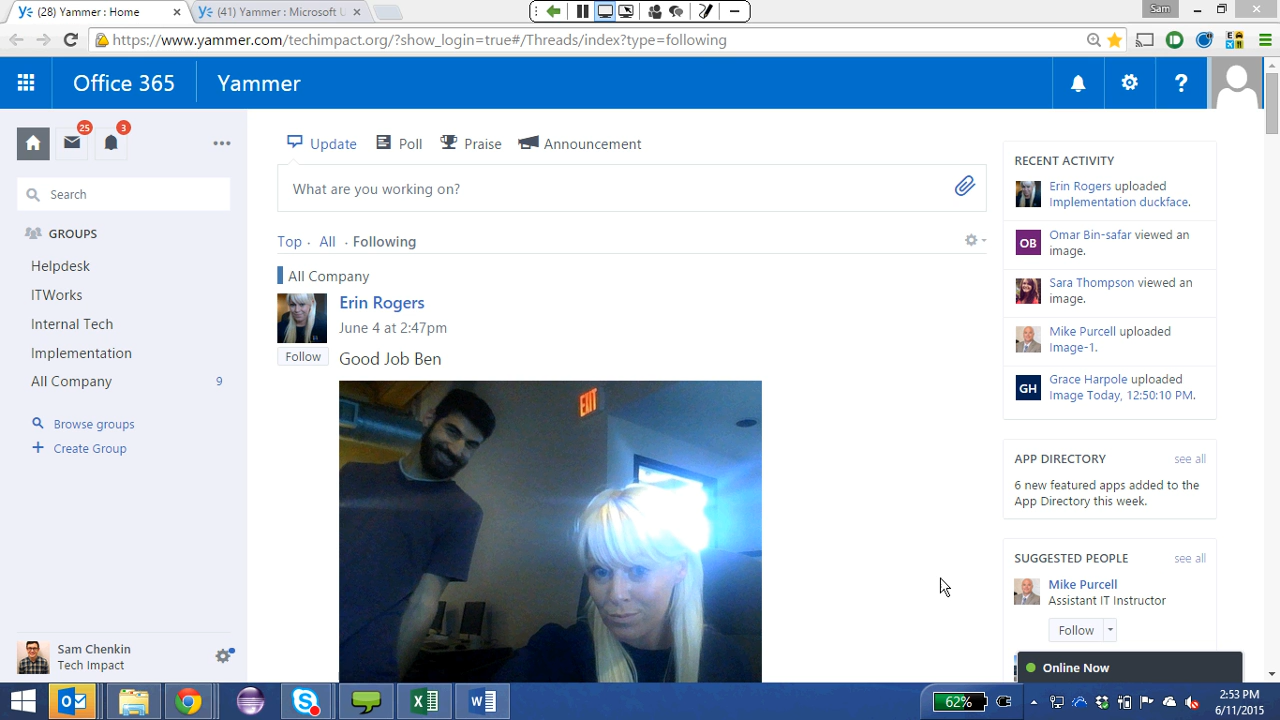 (28) Yammer : Home
(41) Yammer : Microsoft U
Sam
https://www.yammer.com/techimpact.org/?show_login=true#/Threads/index?type=following
Office 365
Yammer
?
25
3
Search
GROUPS
Helpdesk
ITWorks
Internal Tech
Implementation
All Company 9
Browse groups
Create Group
Sam Chenkin
Tech Impact
Update
Poll
Praise
Announcement
What are you working on?
Top · All · Following
All Company
Erin Rogers
June 4 at 2:47pm
Follow
Good Job Ben
EXIT
RECENT ACTIVITY
Erin Rogers uploaded
Implementation duckface.
OB
Omar Bin-safar viewed an
image.
Sara Thompson viewed an
image.
Mike Purcell uploaded
Image-1.
GH
Grace Harpole uploaded
Image Today, 12:50:10 PM.
APP DIRECTORY see all
6 new featured apps added to the
App Directory this week.
SUGGESTED PEOPLE see all
Mike Purcell
Assistant IT Instructor
Follow
Online Now
62%
2:53 PM
6/11/2015